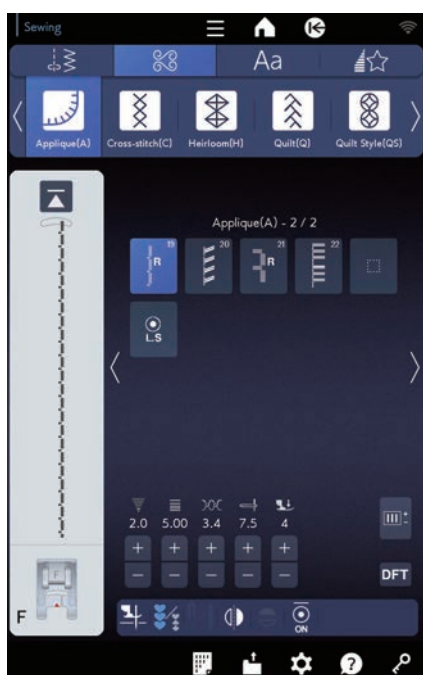 Sewing
Aa
Applique(A) Cross-stitch(C) Heirloom(H) Quilt(Q) Quilt Style(QS)
Applique(A) - 2 / 2
19 20 21 22
R R
L.S
2.0 5.00 3.4 7.5 4
+ + + + +
− − − − −
DFT
F
F
ON
?